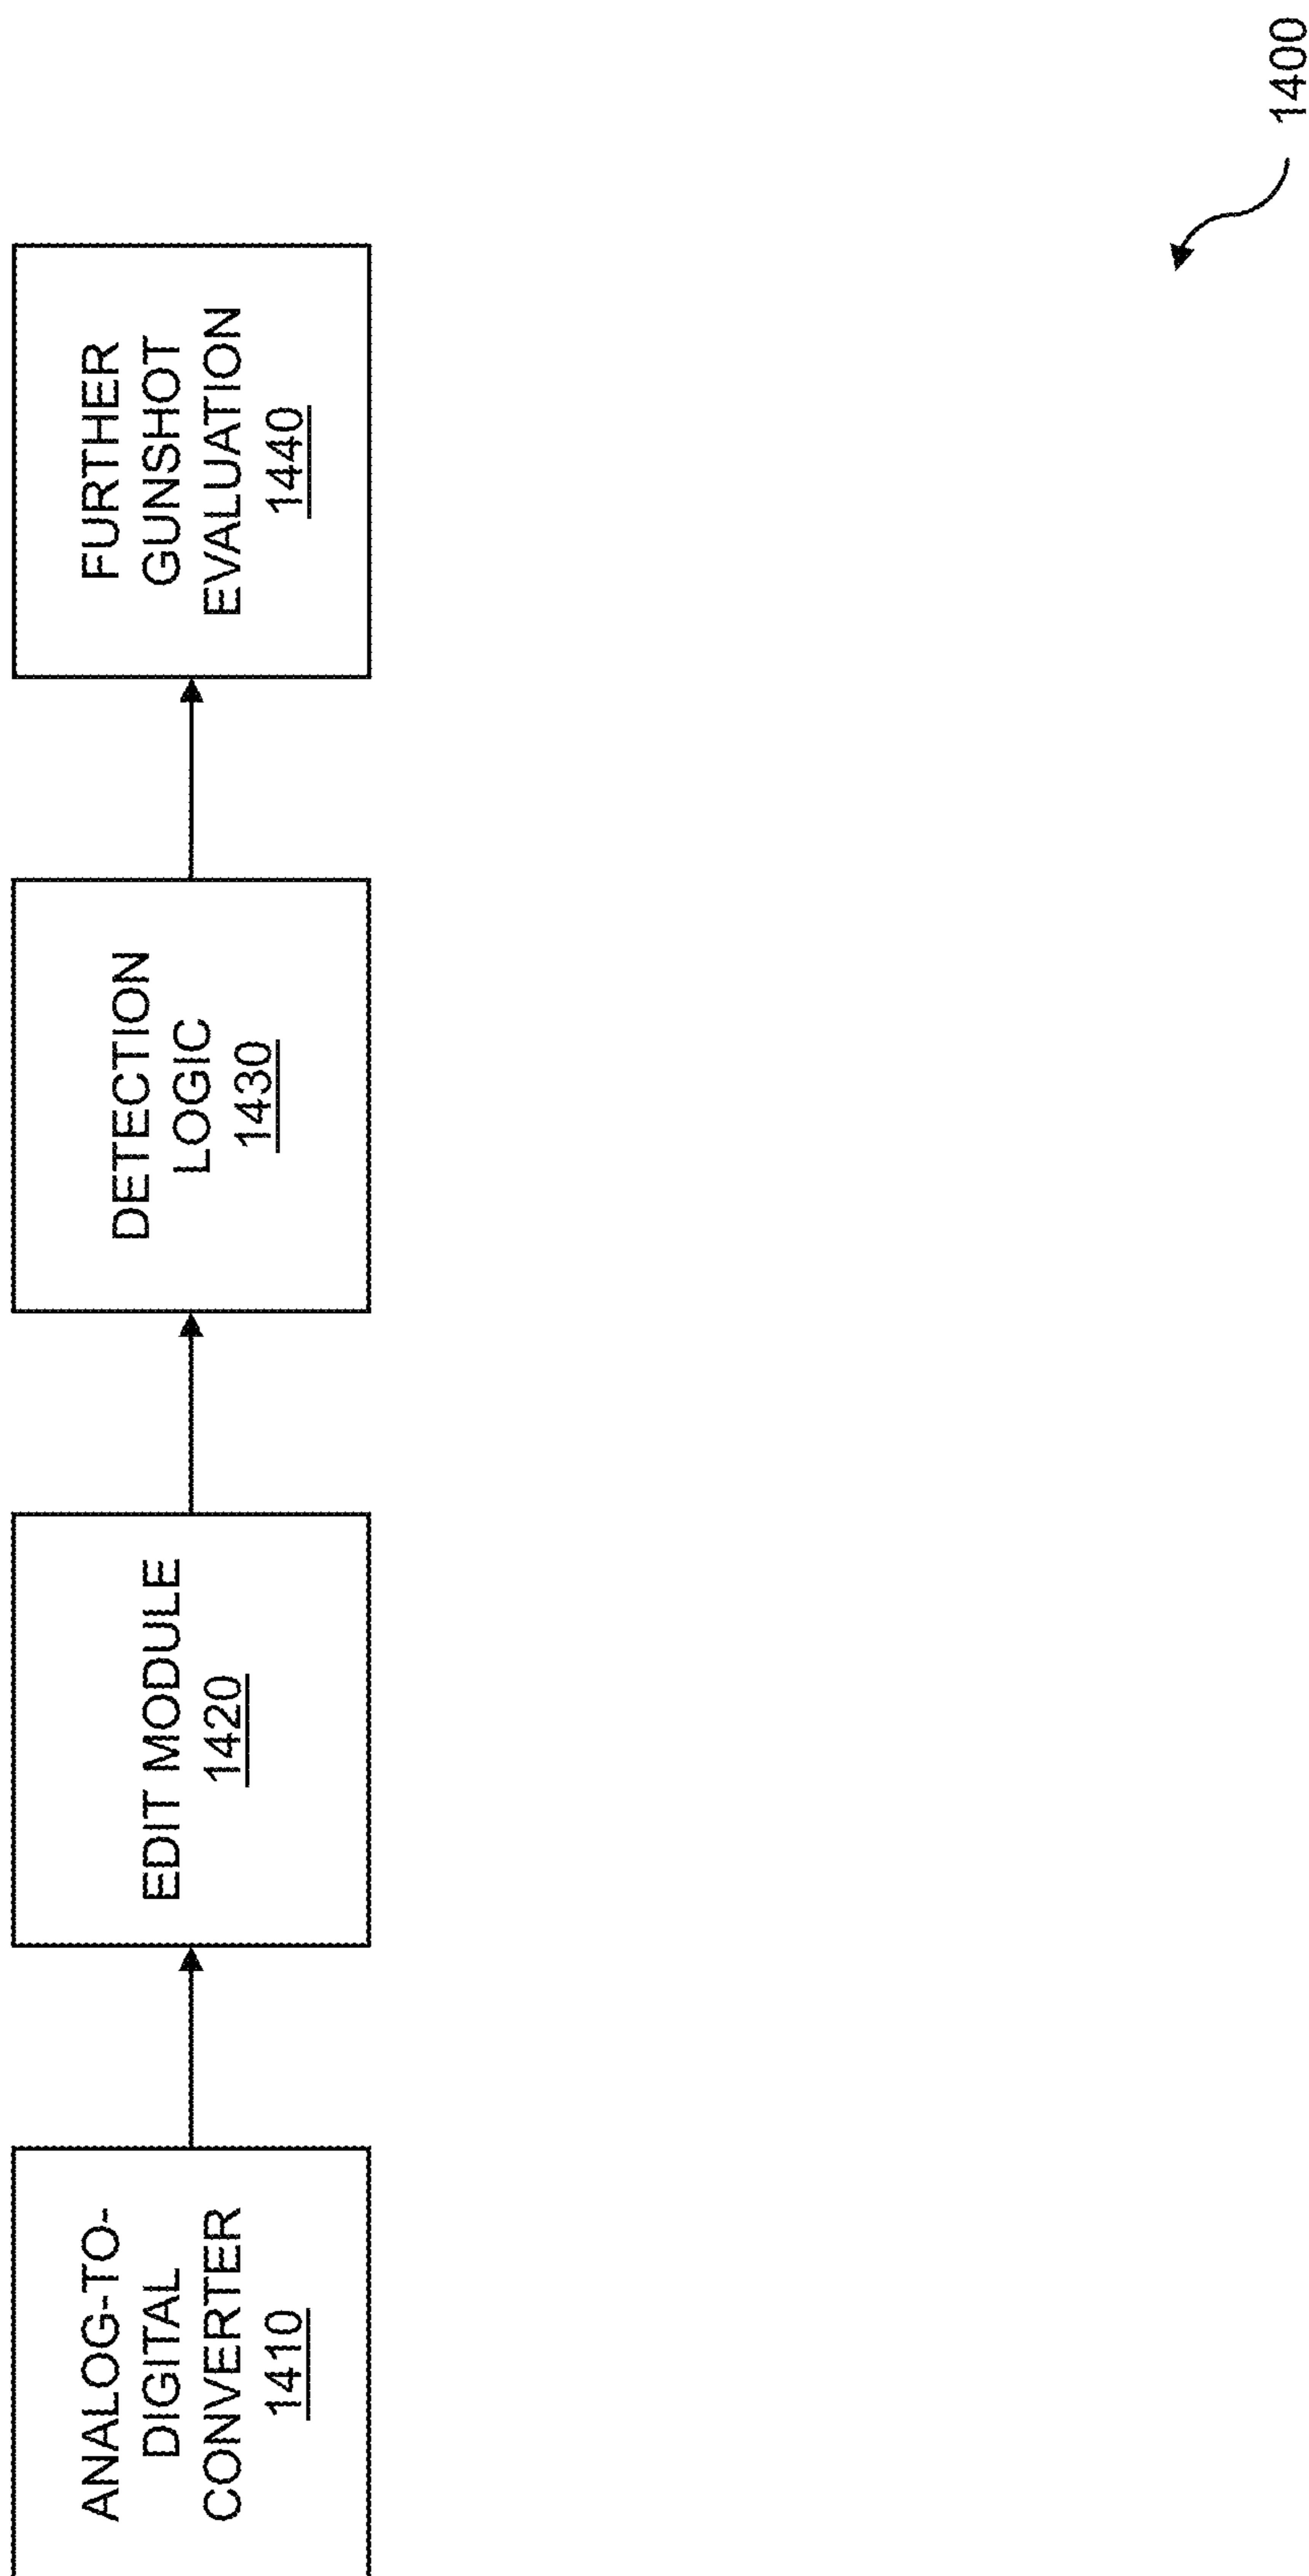 ANALOG-TO-
DIGITAL
CONVERTER
1410
EDIT MODULE
1420
DETECTION
LOGIC
1430
FURTHER
GUNSHOT
EVALUATION
1440
1400